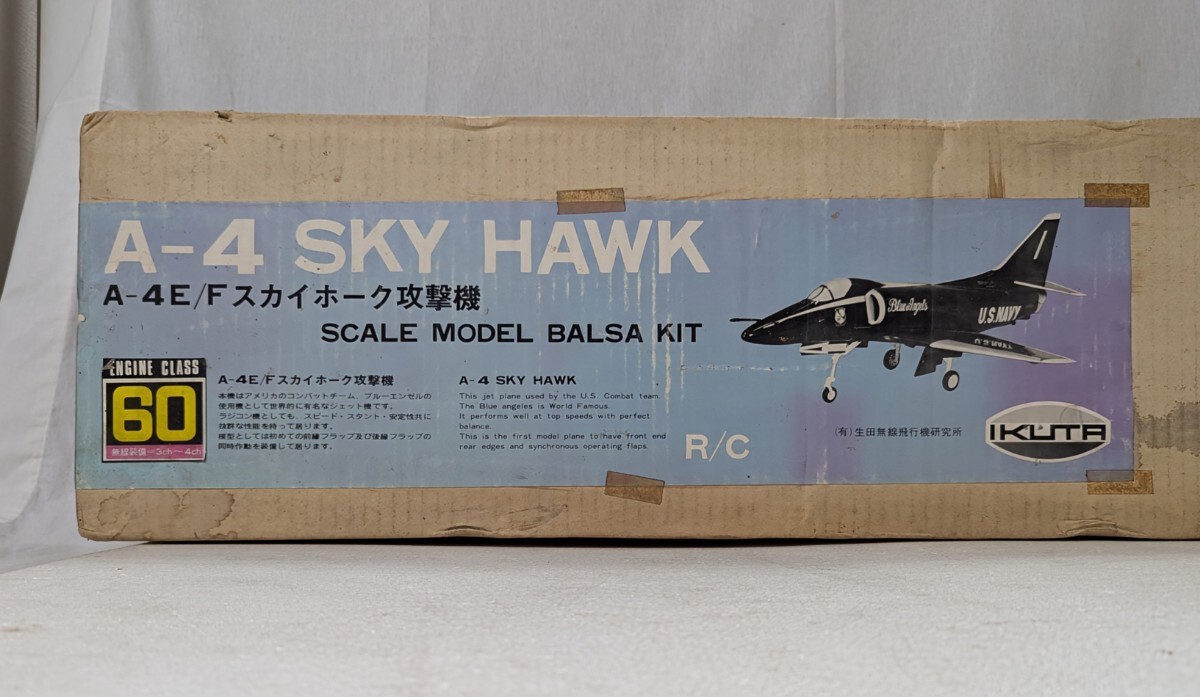 A-4 SKY HAWK
A-4E/Fスカイホーク攻撃機
SCALE MODEL BALSA KIT
ENGINE CLASS
60
無線装備=3ch〜4ch
A-4E/Fスカイホーク攻撃機
本機はアメリカのコンバットチーム、ブルーエンゼルの
使用機として世界的に有名なジェット機です。
ラジコン機としても、スピード・スタント・安定性共に
抜群な性能を持って居ります。
模型としては初めての前縁フラップ及び後縁フラップの
同時作動を装備して居ります。
A-4 SKY HAWK
This jet plane used by the U.S. Combat team.
The Blue angeles is World Famous.
It performs well at top speeds with perfect
balance.
This is the first model plane to have front end
rear edges and synchronous operating flaps.
R/C
Blue Angels
U.S.NAVY
U.S.NAVY
(有)生田無線飛行機研究所
IKUTA